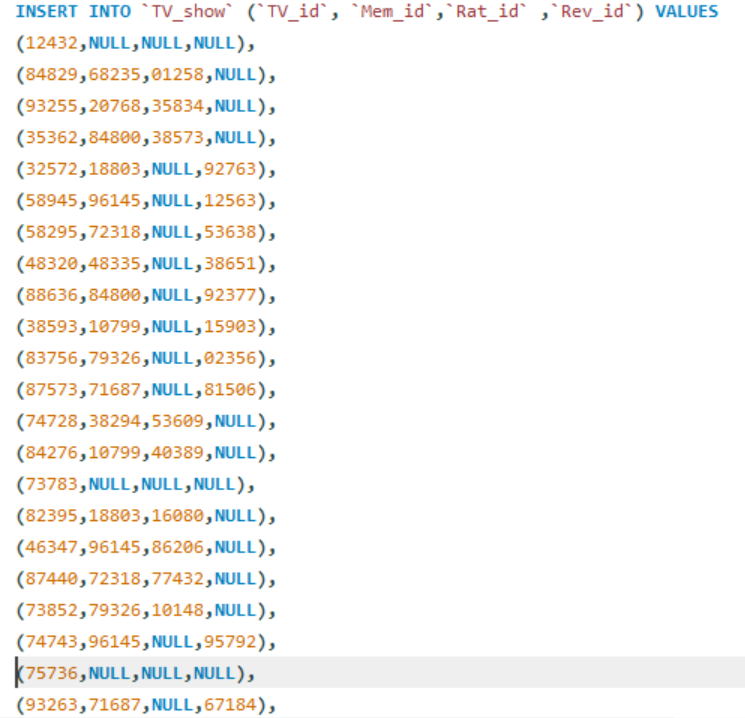 INSERT INTO `TV_show` (`TV_id`, `Mem_id`,`Rat_id` ,`Rev_id`) VALUES
(12432,NULL,NULL,NULL),
(84829,68235,01258,NULL),
(93255,20768,35834,NULL),
(35362,84800,38573,NULL),
(32572,18803,NULL,92763),
(58945,96145,NULL,12563),
(58295,72318,NULL,53638),
(48320,48335,NULL,38651),
(88636,84800,NULL,92377),
(38593,10799,NULL,15903),
(83756,79326,NULL,02356),
(87573,71687,NULL,81506),
(74728,38294,53609,NULL),
(84276,10799,40389,NULL),
(73783,NULL,NULL,NULL),
(82395,18803,16080,NULL),
(46347,96145,86206,NULL),
(87440,72318,77432,NULL),
(73852,79326,10148,NULL),
(74743,96145,NULL,95792),
(75736,NULL,NULL,NULL),
(93263,71687,NULL,67184),